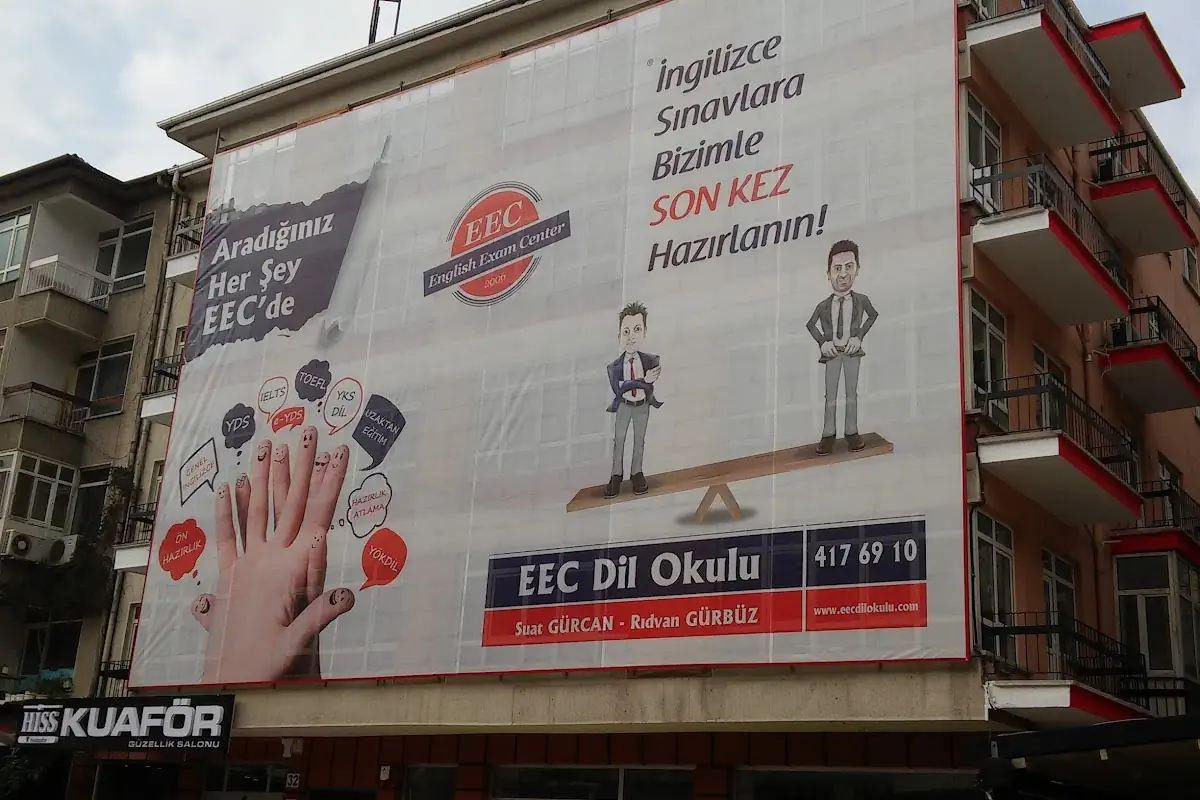 Aradığınız
Her Şey
EEC'de
EEC
English Exam Center
2006
İngilizce
Sınavlara
Bizimle
SON KEZ
Hazırlanın!
GENEL
İNGİLİZCE
YDS
IELTS
e-YDS
TOEFL
YKS
DİL
UZAKTAN
EĞİTİM
HAZIRLIK
ATLAMA
YÖKDİL
ÖN
HAZIRLIK
EEC Dil Okulu
417 69 10
Suat GÜRCAN - Rıdvan GÜRBÜZ
www.eecdilokulu.com
HİSS KUAFÖR
GÜZELLİK SALONU
32